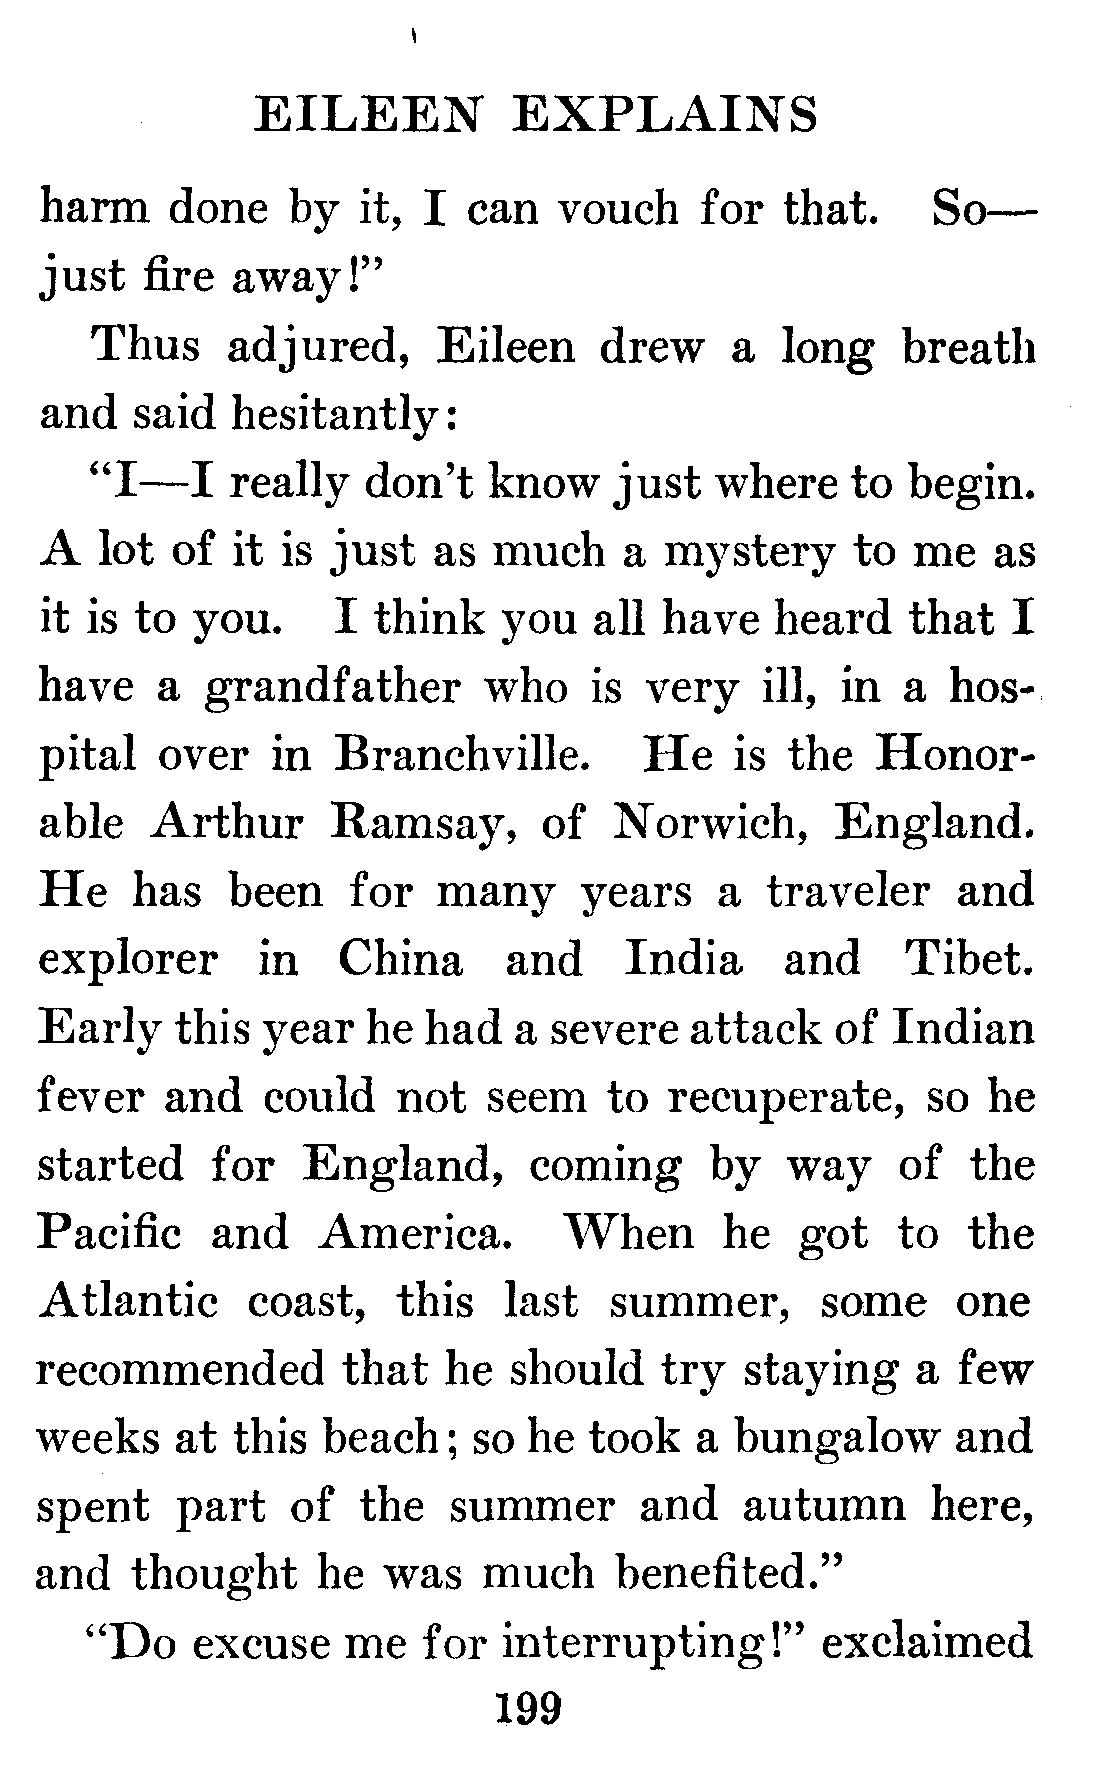 EILEEN EXPLAINS
harm done by it, I can vouch for that. So—
just fire away!”
Thus adjured, Eileen drew a long breath
and said hesitantly:
“I—I really don’t know just where to begin.
A lot of it is just as much a mystery to me as
it is to you. I think you all have heard that I
have a grandfather who is very ill, in a hos-
pital over in Branchville. He is the Honor-
able Arthur Ramsay, of Norwich, England.
He has been for many years a traveler and
explorer in China and India and Tibet.
Early this year he had a severe attack of Indian
fever and could not seem to recuperate, so he
started for England, coming by way of the
Pacific and America. When he got to the
Atlantic coast, this last summer, some one
recommended that he should try staying a few
weeks at this beach; so he took a bungalow and
spent part of the summer and autumn here,
and thought he was much benefited.”
“Do excuse me for interrupting!” exclaimed
199